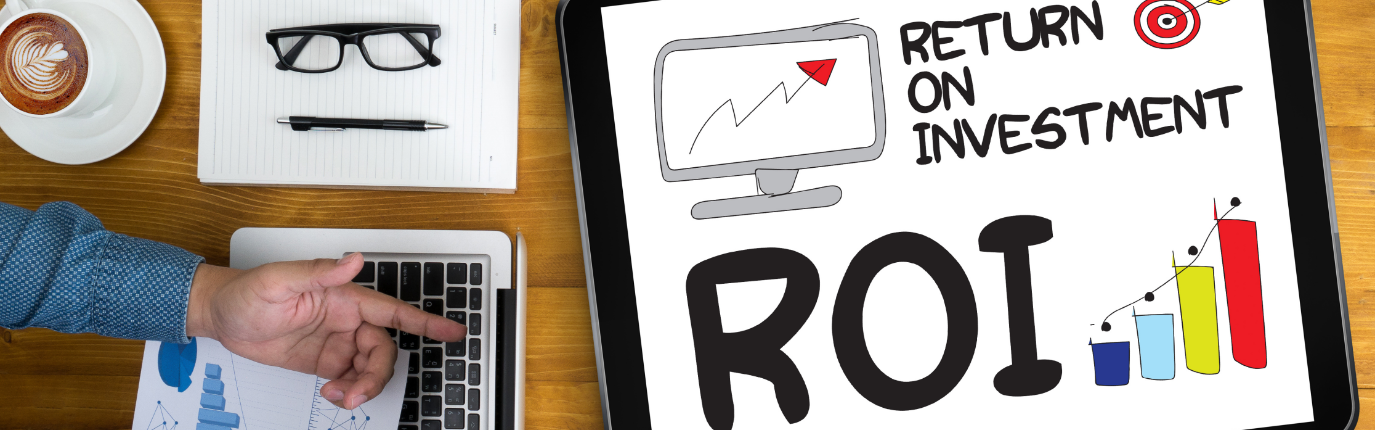 RETURN
ON
INVESTMENT
ROI